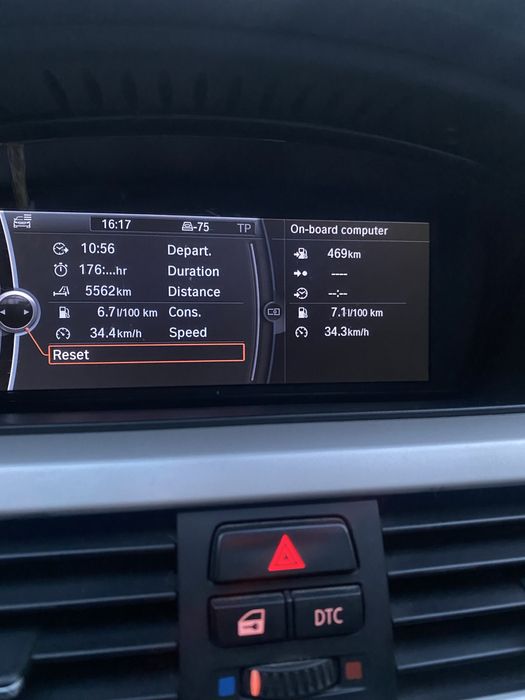 16:17 -75 TP
10:56 Depart.
176:...hr Duration
5562km Distance
6.7l/100 km Cons.
34.4km/h Speed
Reset
On-board computer
469km
----
--:--
7.1l/100 km
34.3km/h
DTC